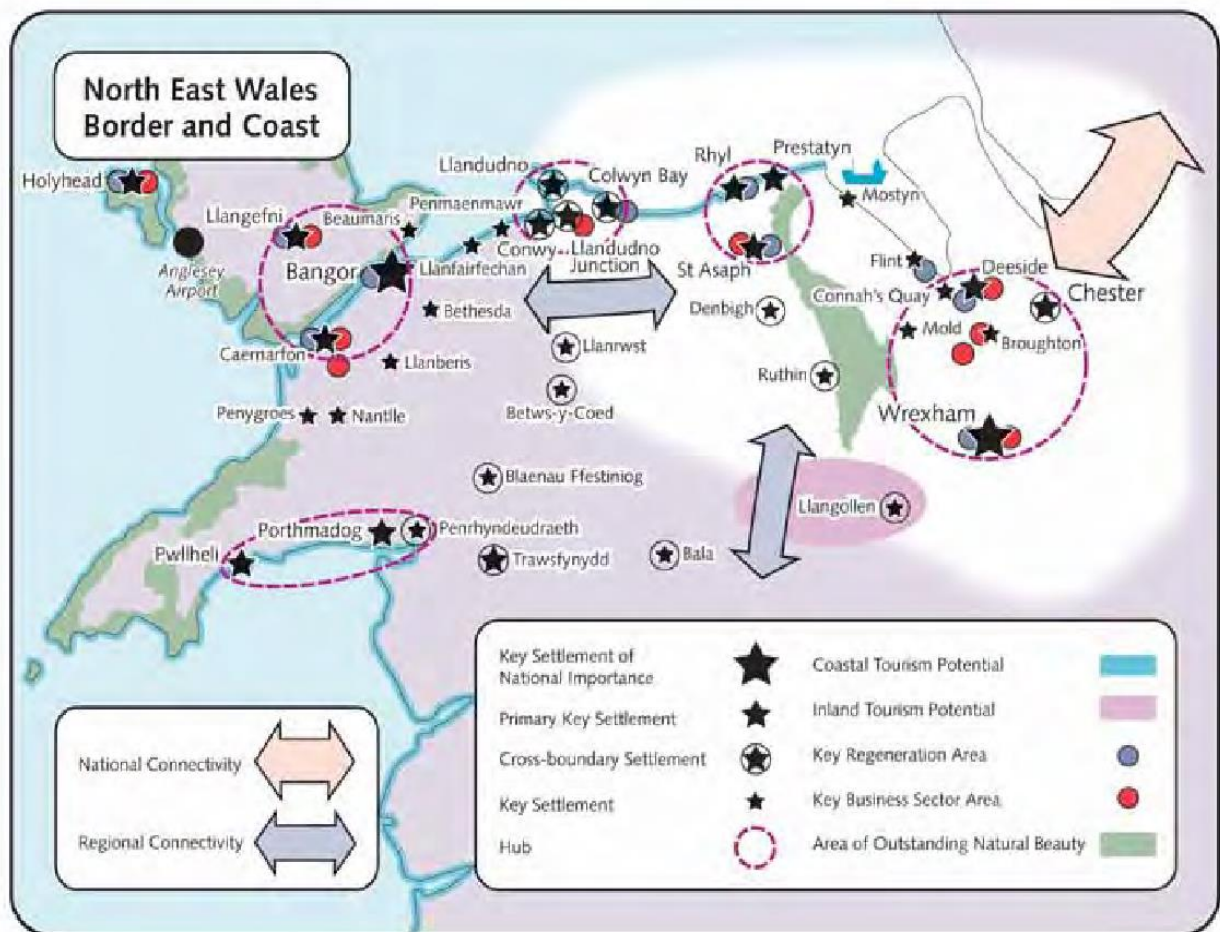 North East Wales
Border and Coast
Holyhead
Llangefni
Beaumaris
Anglesey
Airport
Bangor
Caernarfon
Llandudno
Colwyn Bay
Penmaenmawr
Conwy
Llandudno
Junction
Llanfairfechan
Bethesda
Llanberis
Penygroes
Nantlle
Rhyl
Prestatyn
Mostyn
St Asaph
Flint
Deeside
Connah's Quay
Chester
Denbigh
Mold
Broughton
Llanrwst
Ruthin
Betws-y-Coed
Wrexham
Blaenau Ffestiniog
Llangollen
Porthmadog
Penrhyndeudraeth
Pwllheli
Trawsfynydd
Bala
National Connectivity
Regional Connectivity
Key Settlement of
National Importance
Primary Key Settlement
Cross-boundary Settlement
Key Settlement
Hub
Coastal Tourism Potential
Inland Tourism Potential
Key Regeneration Area
Key Business Sector Area
Area of Outstanding Natural Beauty